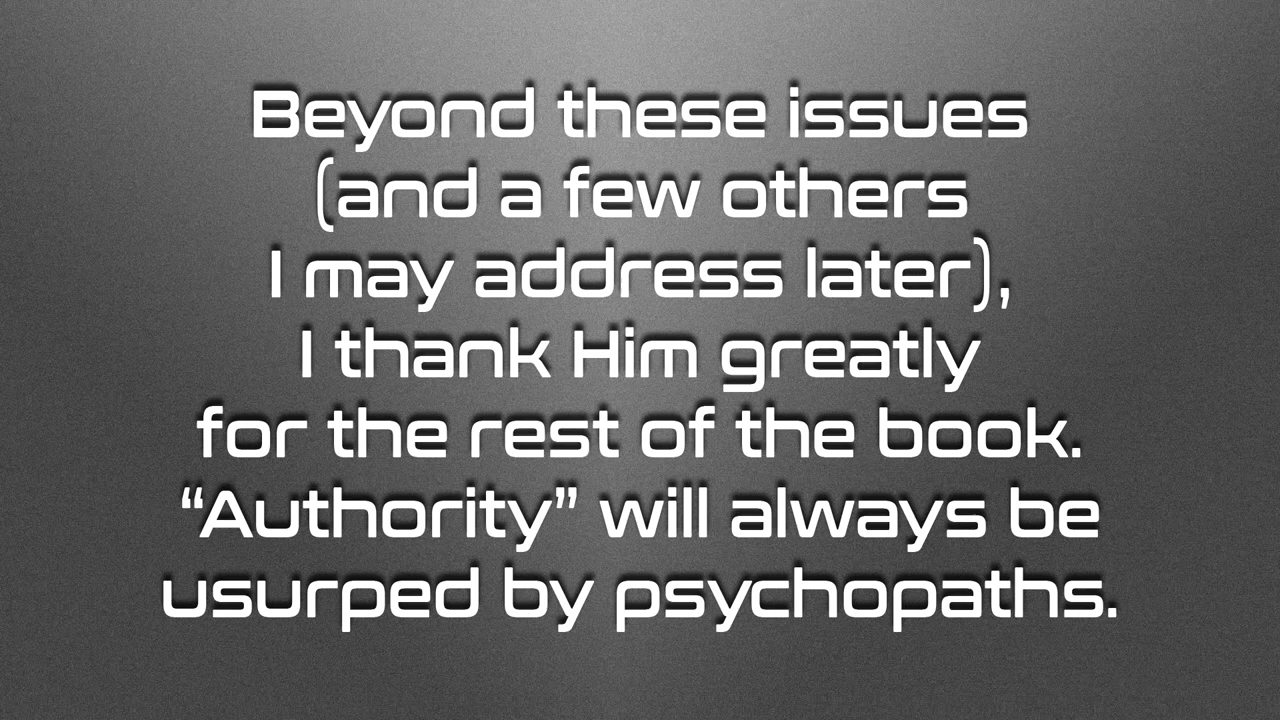 Beyond these issues
(and a few others
I may address later),
I thank Him greatly
for the rest of the book.
“Authority” will always be
usurped by psychopaths.